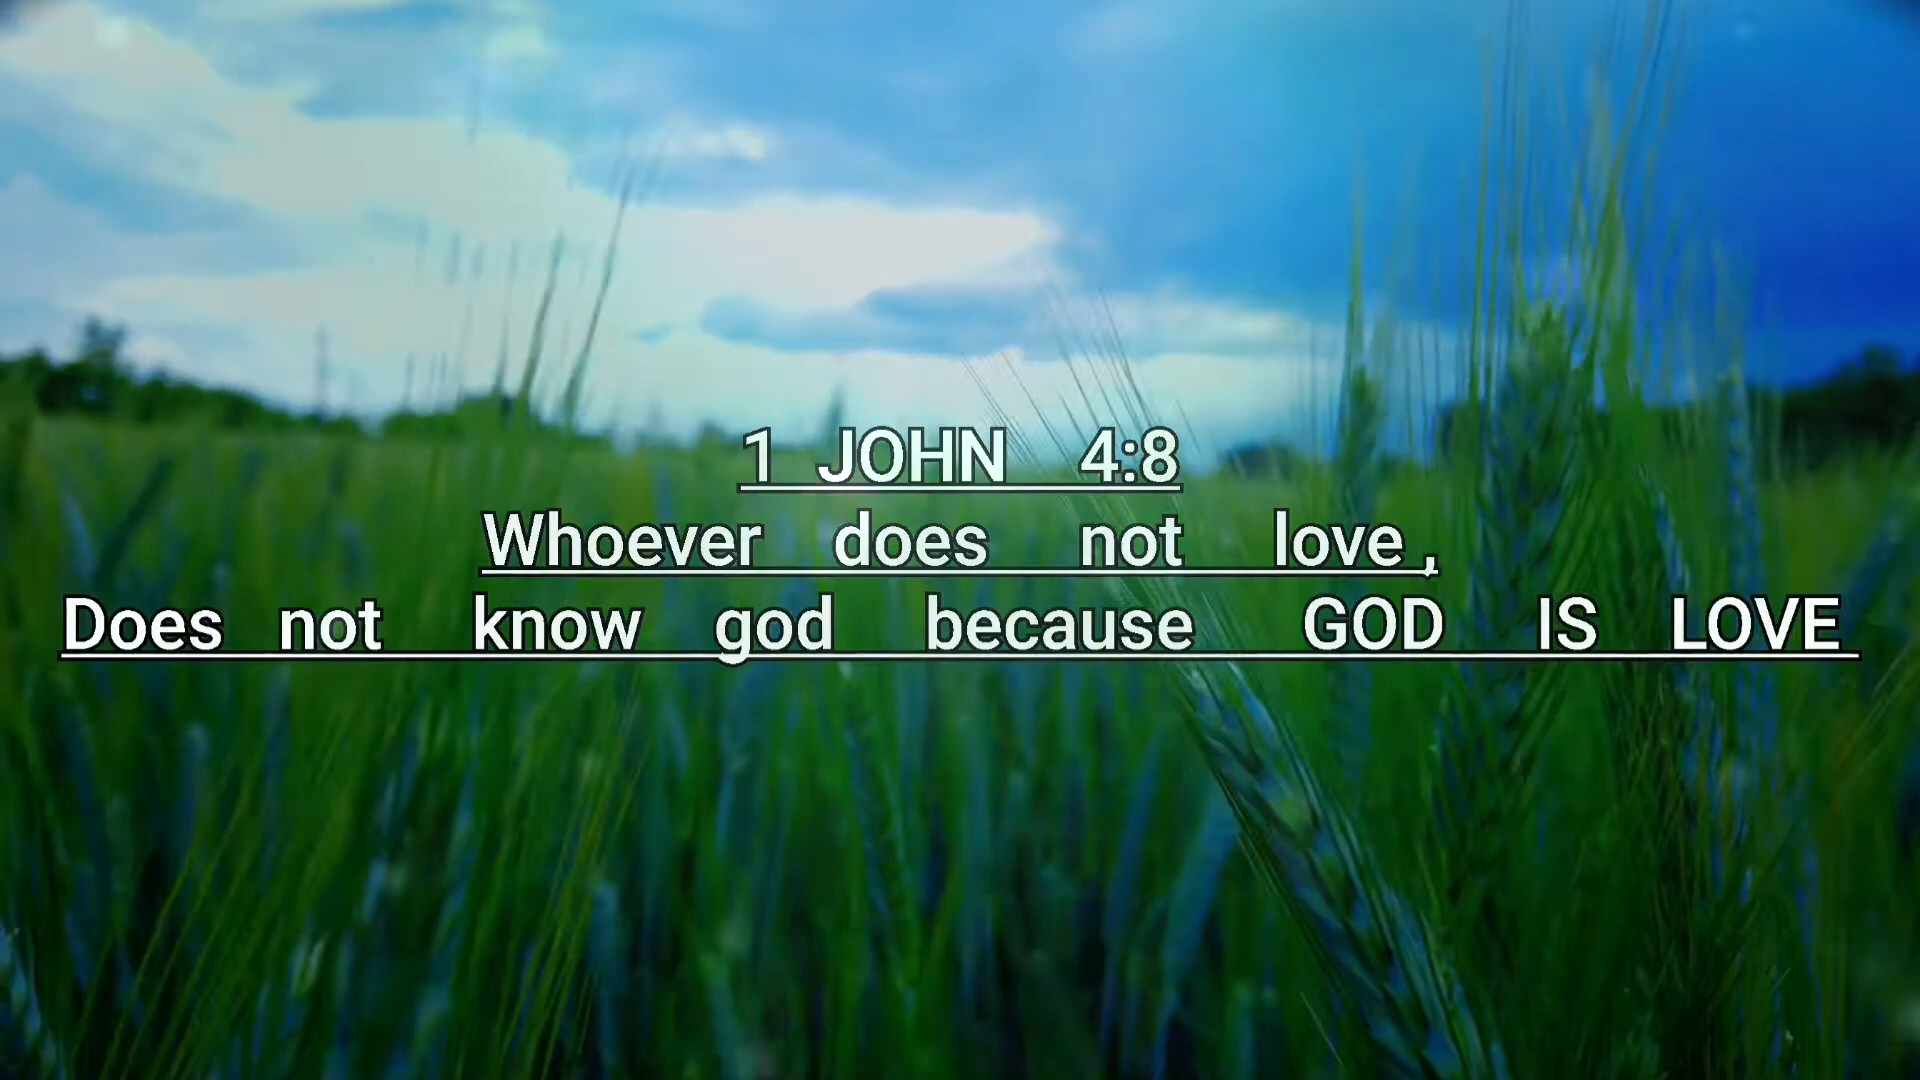 1 JOHN 4:8
Whoever does not love ,
Does not know god because GOD IS LOVE